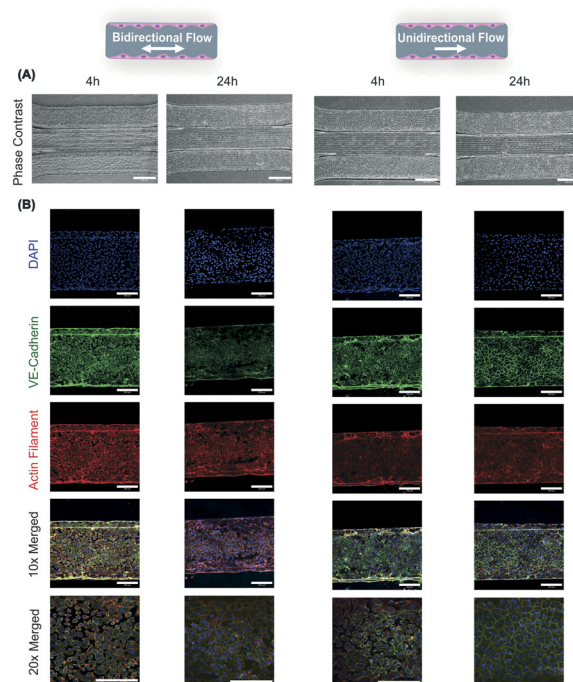 Bidirectional Flow
Unidirectional Flow
(A)
4h
24h
4h
24h
Phase Contrast
(B)
DAPI
VE-Cadherin
Actin Filament
10x Merged
20x Merged